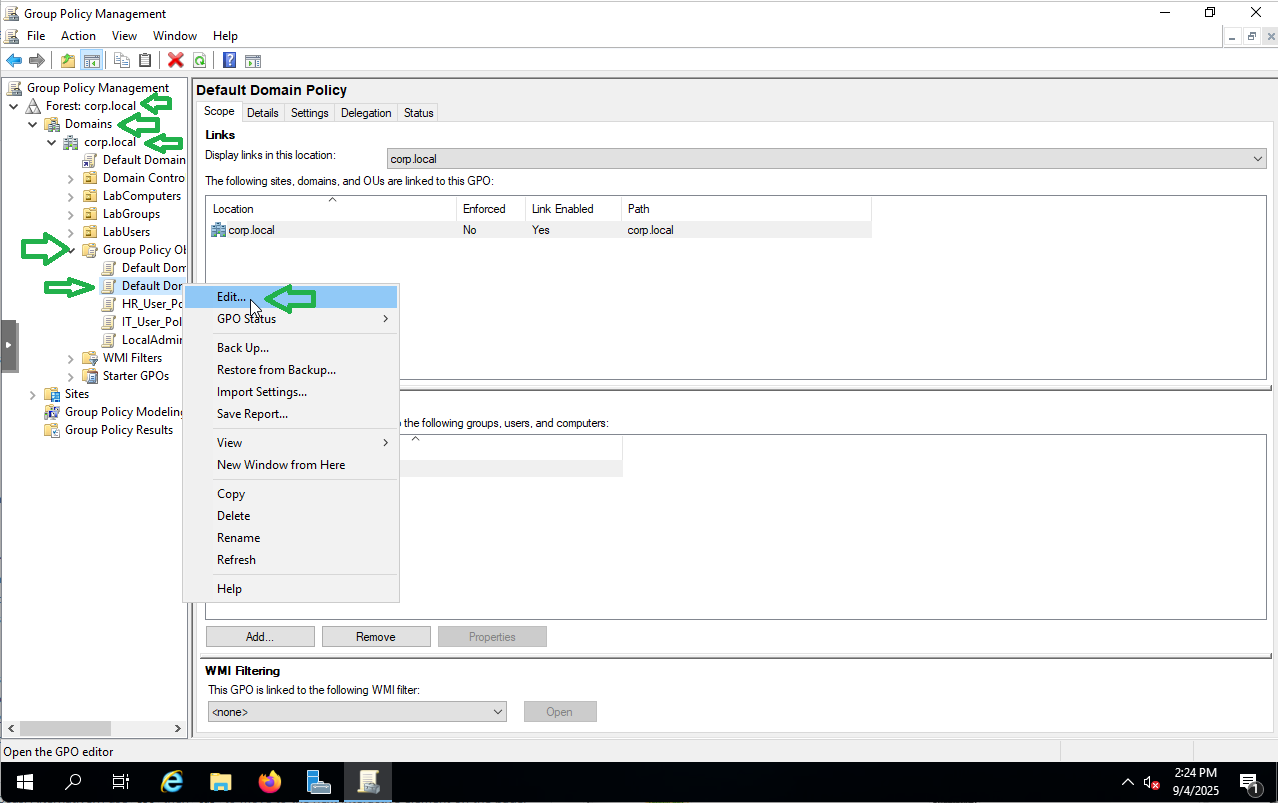 Group Policy Management
File Action View Window Help
Group Policy Management
Forest: corp.local
Domains
corp.local
Default Domain
Domain Contro
LabComputers
LabGroups
LabUsers
Group Policy Ob
Default Dom
Default Dor
HR_User_Po
IT_User_Pol
LocalAdmin
WMI Filters
Starter GPOs
Sites
Group Policy Modeling
Group Policy Results
Default Domain Policy
Scope Details Settings Delegation Status
Links
Display links in this location: corp.local
The following sites, domains, and OUs are linked to this GPO:
Location Enforced Link Enabled Path
corp.local No Yes corp.local
Edit...
GPO Status
Back Up...
Restore from Backup...
Import Settings...
Save Report...
View
New Window from Here
Copy
Delete
Rename
Refresh
Help
the following groups, users, and computers:
Add... Remove Properties
WMI Filtering
This GPO is linked to the following WMI filter:
<none> Open
Open the GPO editor
2:24 PM
9/4/2025
1